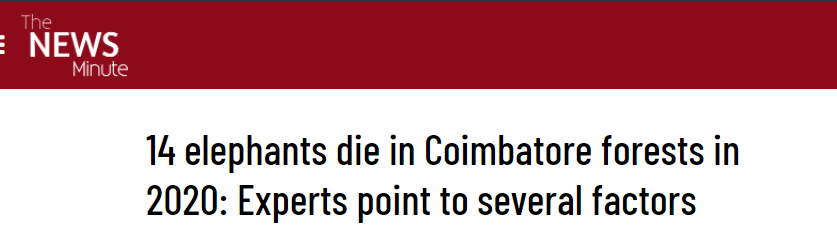 The
NEWS
Minute
14 elephants die in Coimbatore forests in
2020: Experts point to several factors